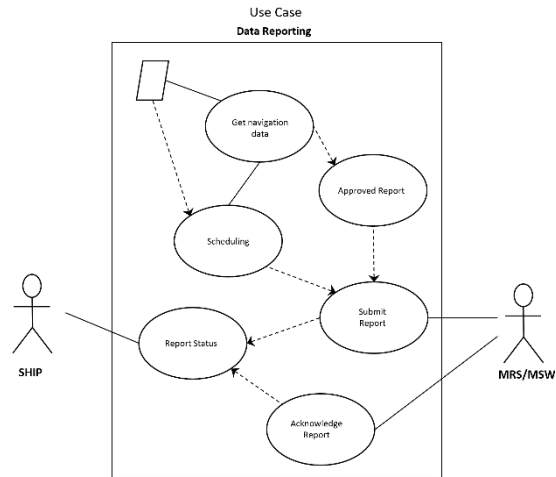 Use Case
Data Reporting
Get navigation
data
Approved Report
Scheduling
Submit
Report
Report Status
SHIP
MRS/MSW
Acknowledge
Report